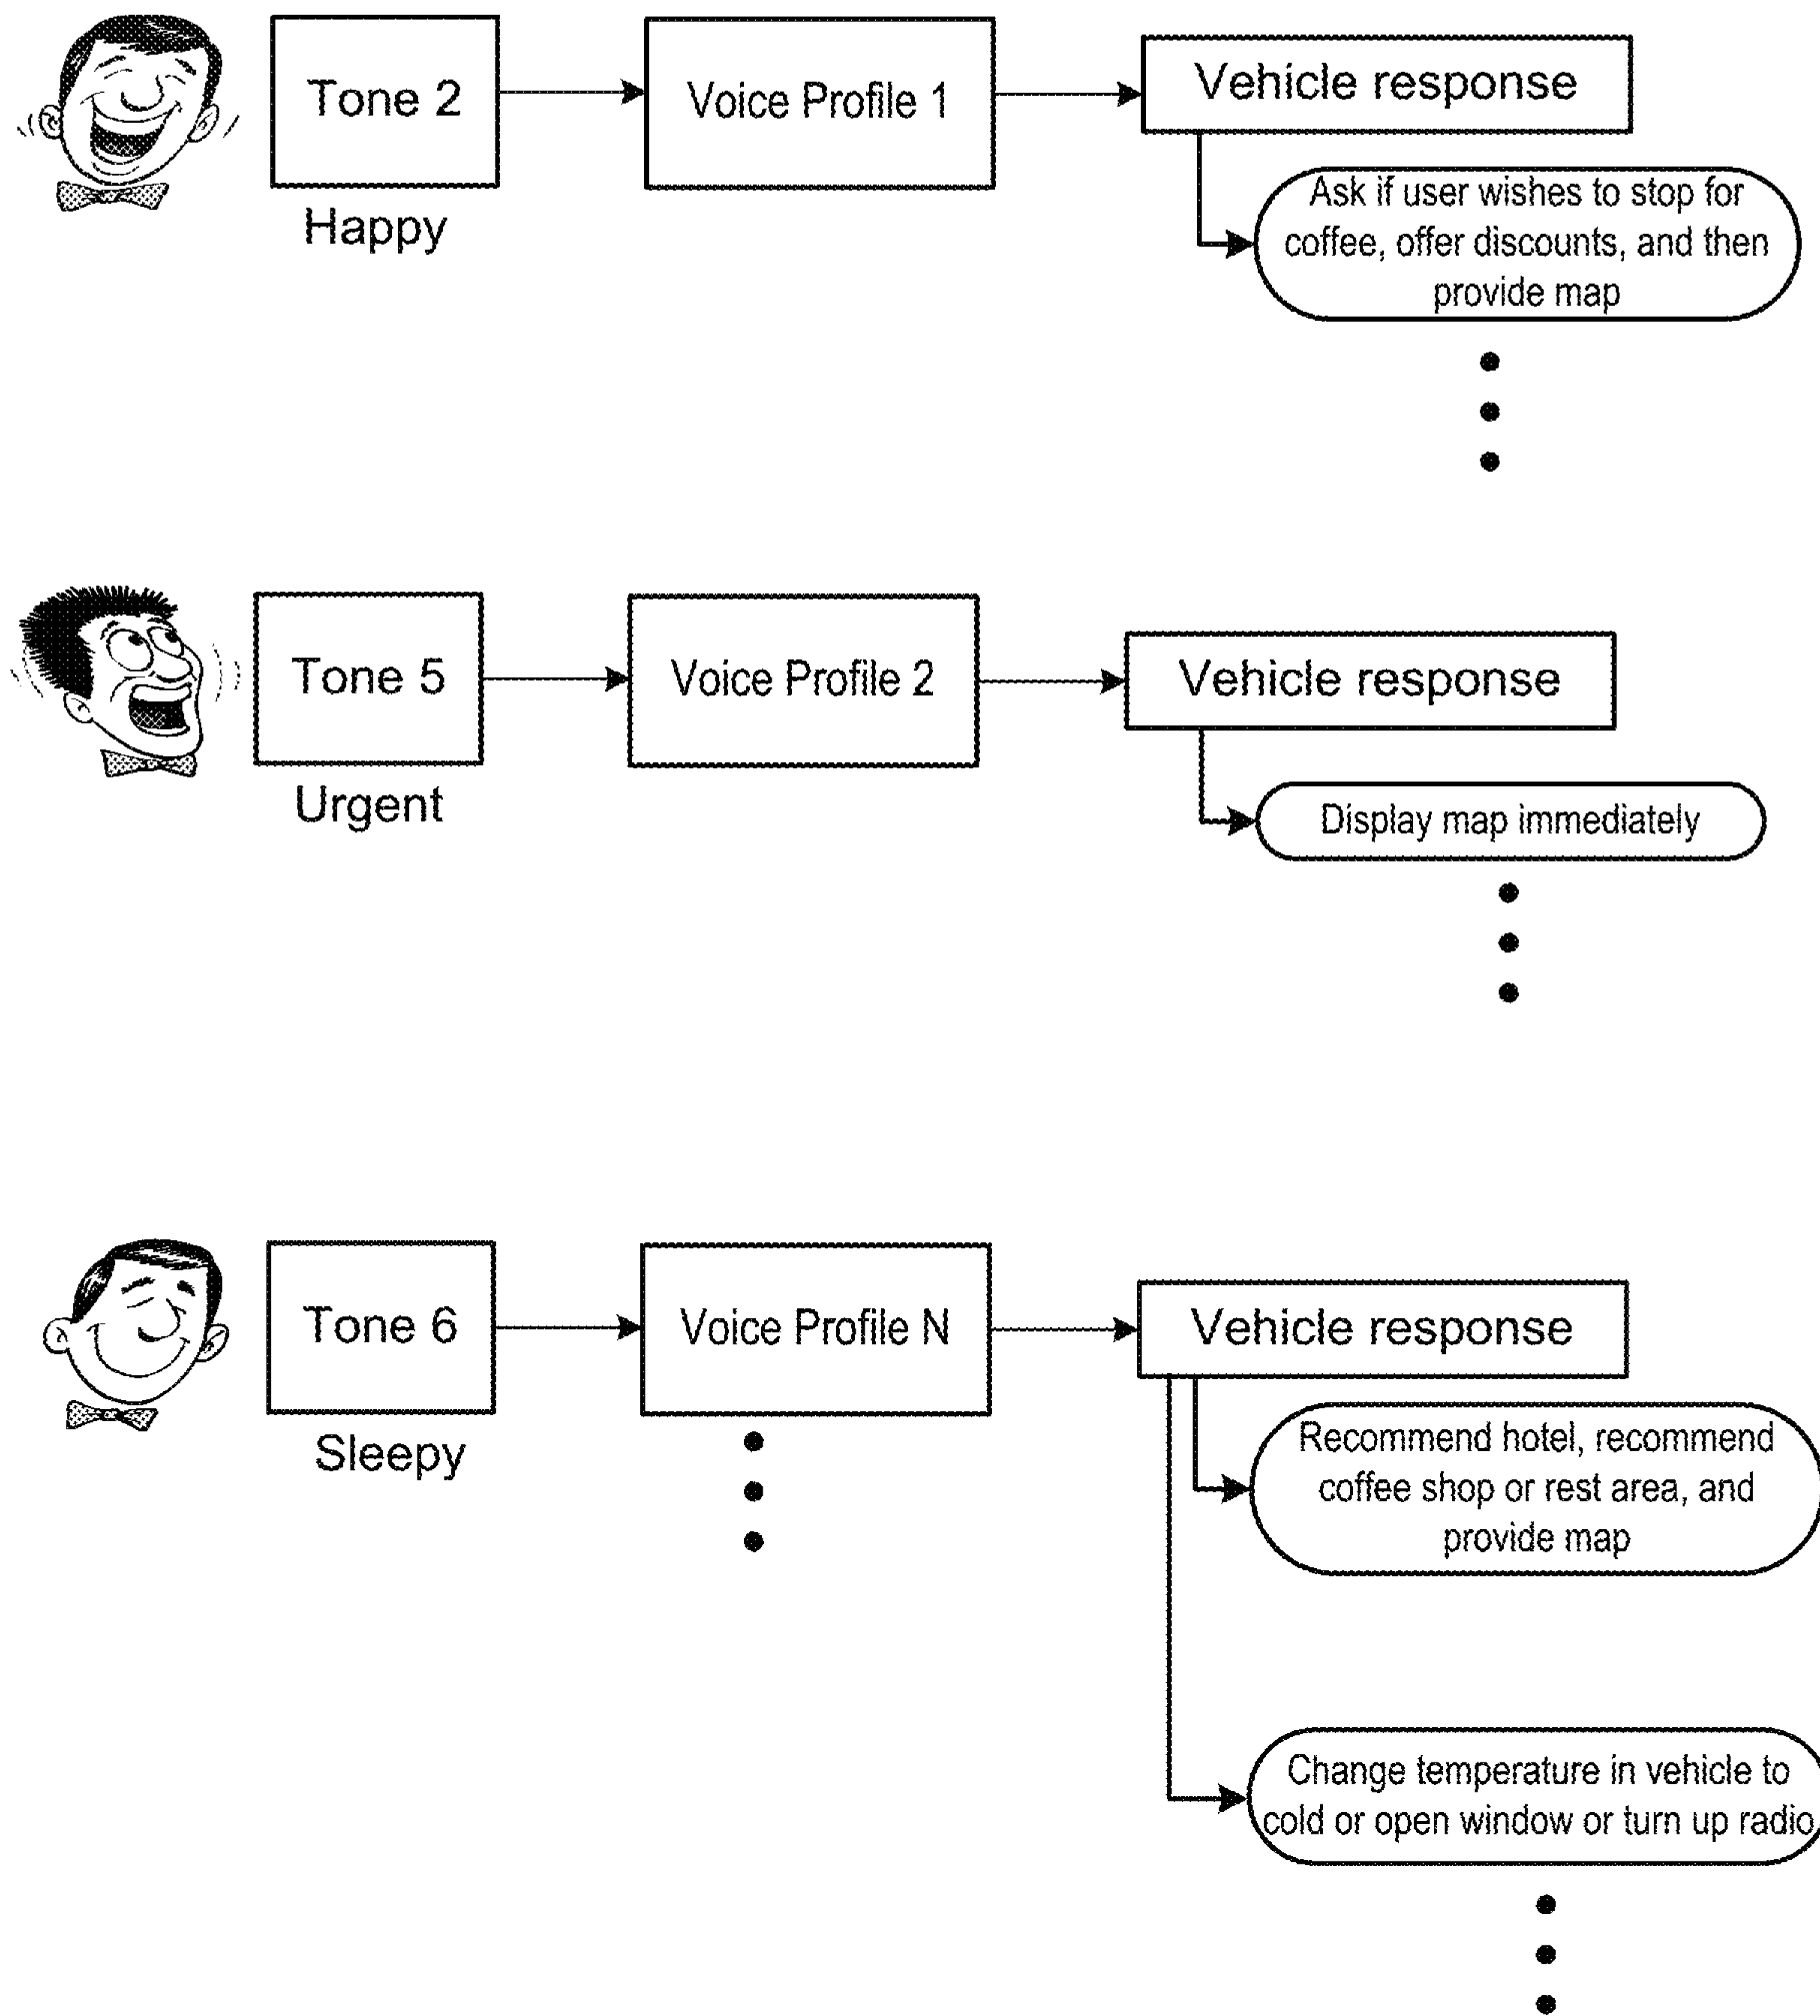 Tone 2
Voice Profile 1
Vehicle response
Happy
Ask if user wishes to stop for
coffee, offer discounts, and then
provide map
Tone 5
Voice Profile 2
Vehicle response
Urgent
Display map immediately
Tone 6
Voice Profile N
Vehicle response
Sleepy
Recommend hotel, recommend
coffee shop or rest area, and
provide map
Change temperature in vehicle to
cold or open window or turn up radio